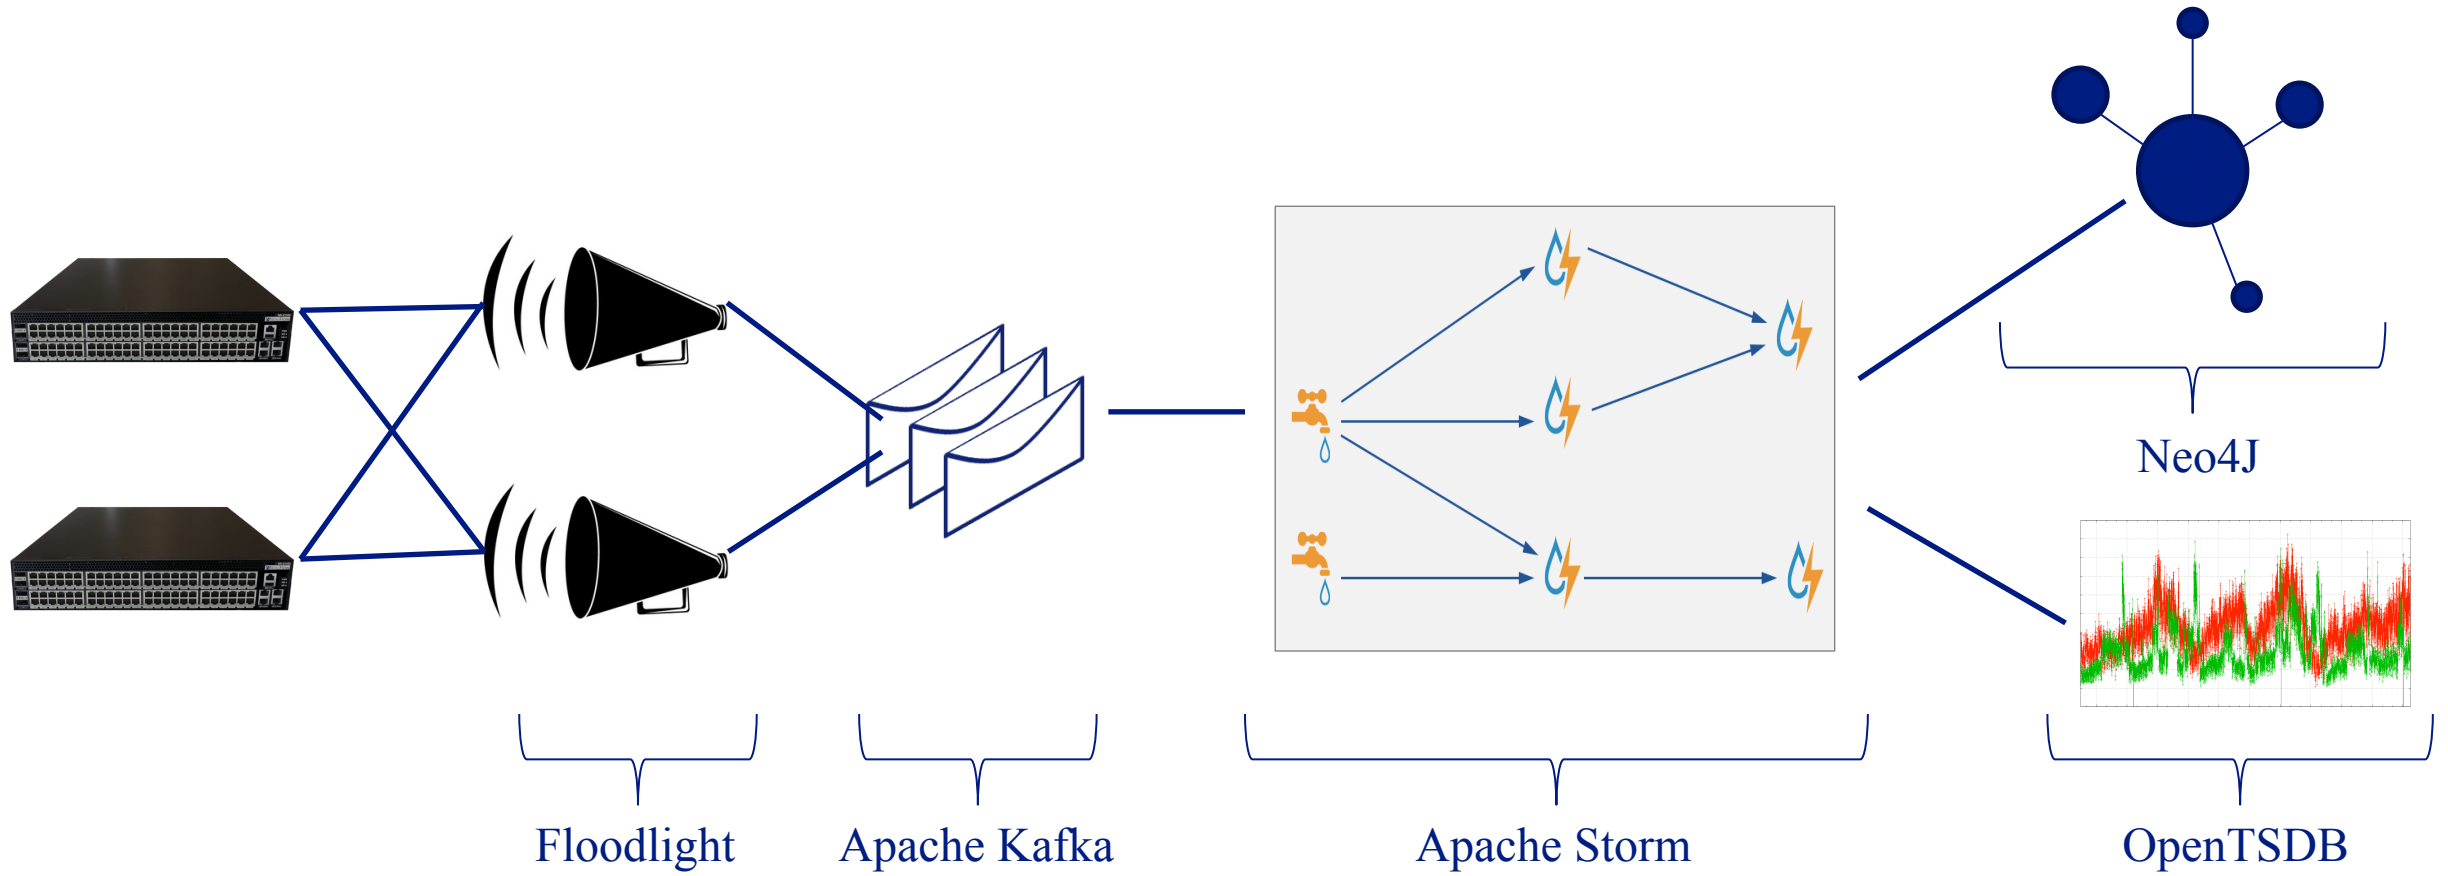 Neo4J
Floodlight
Apache Kafka
Apache Storm
OpenTSDB